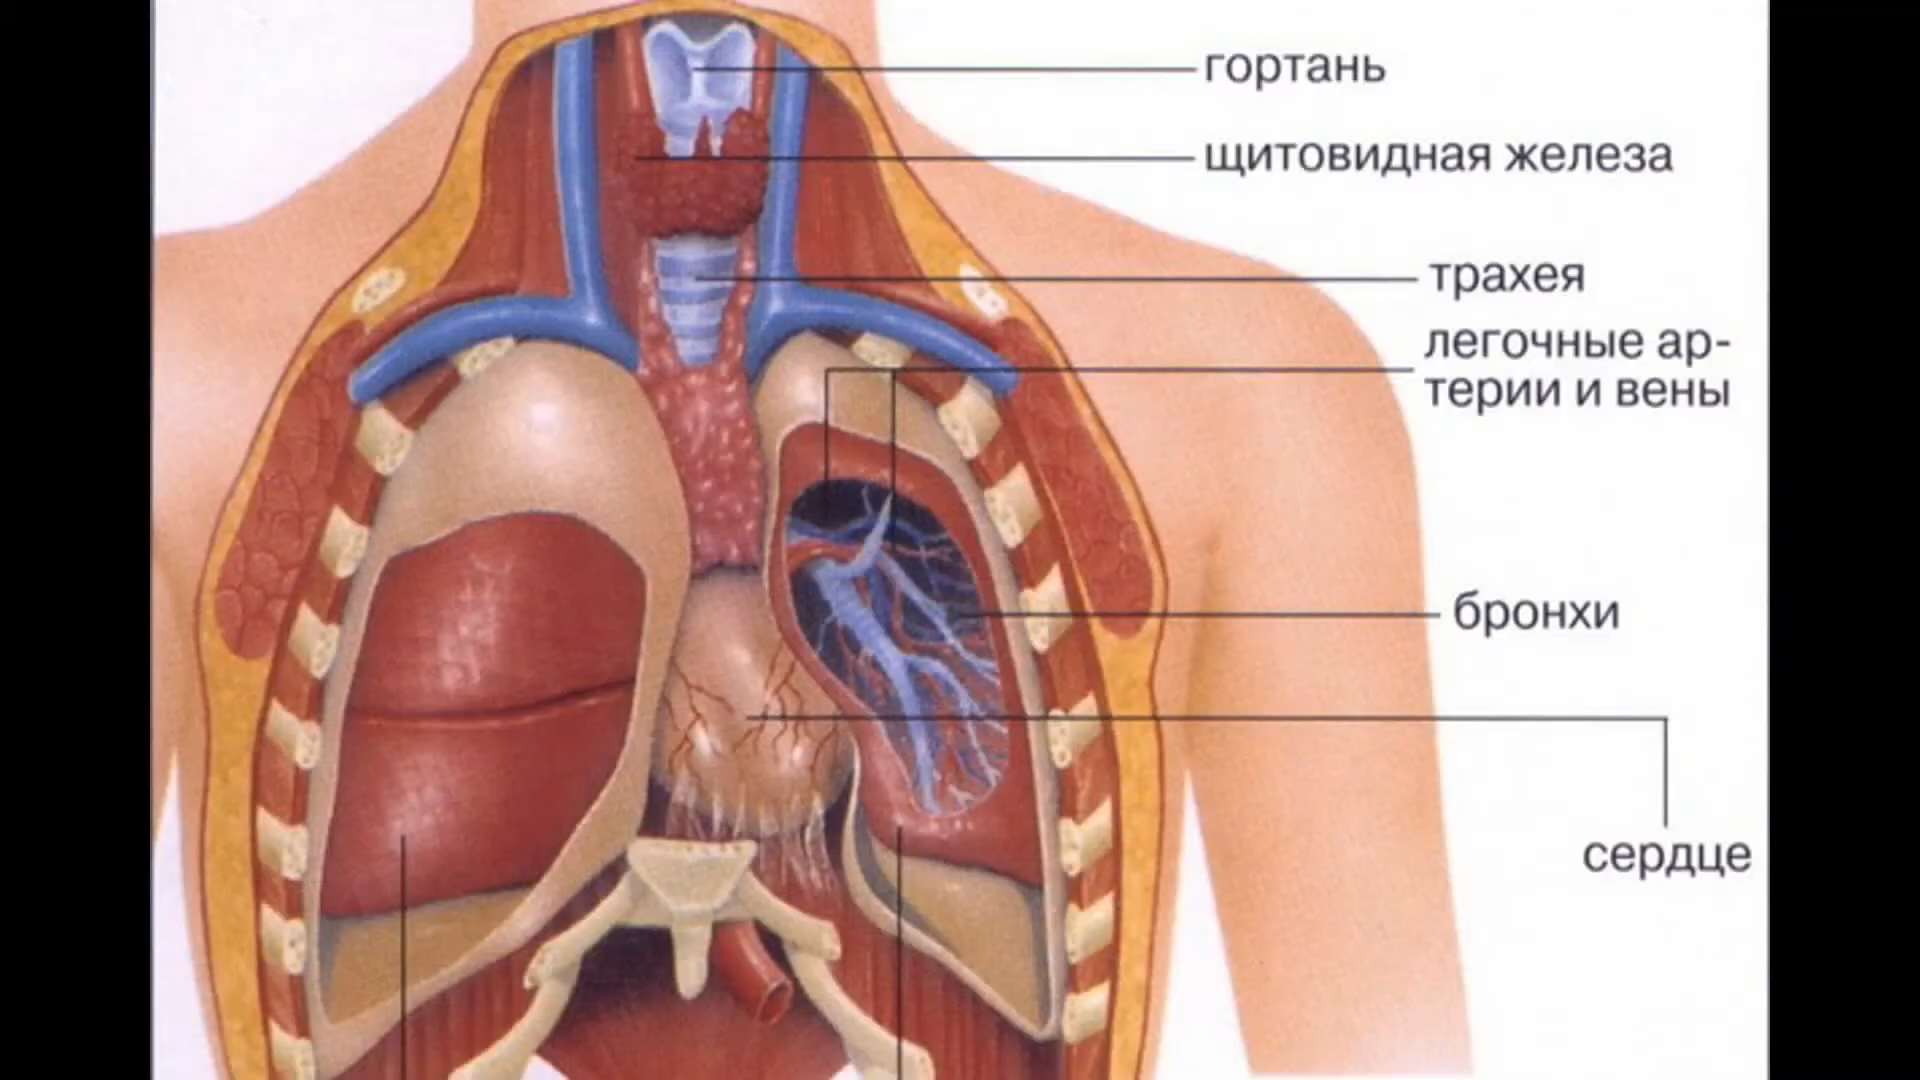 гортань
щитовидная железа
трахея
легочные ар-
терии и вены
бронхи
сердце